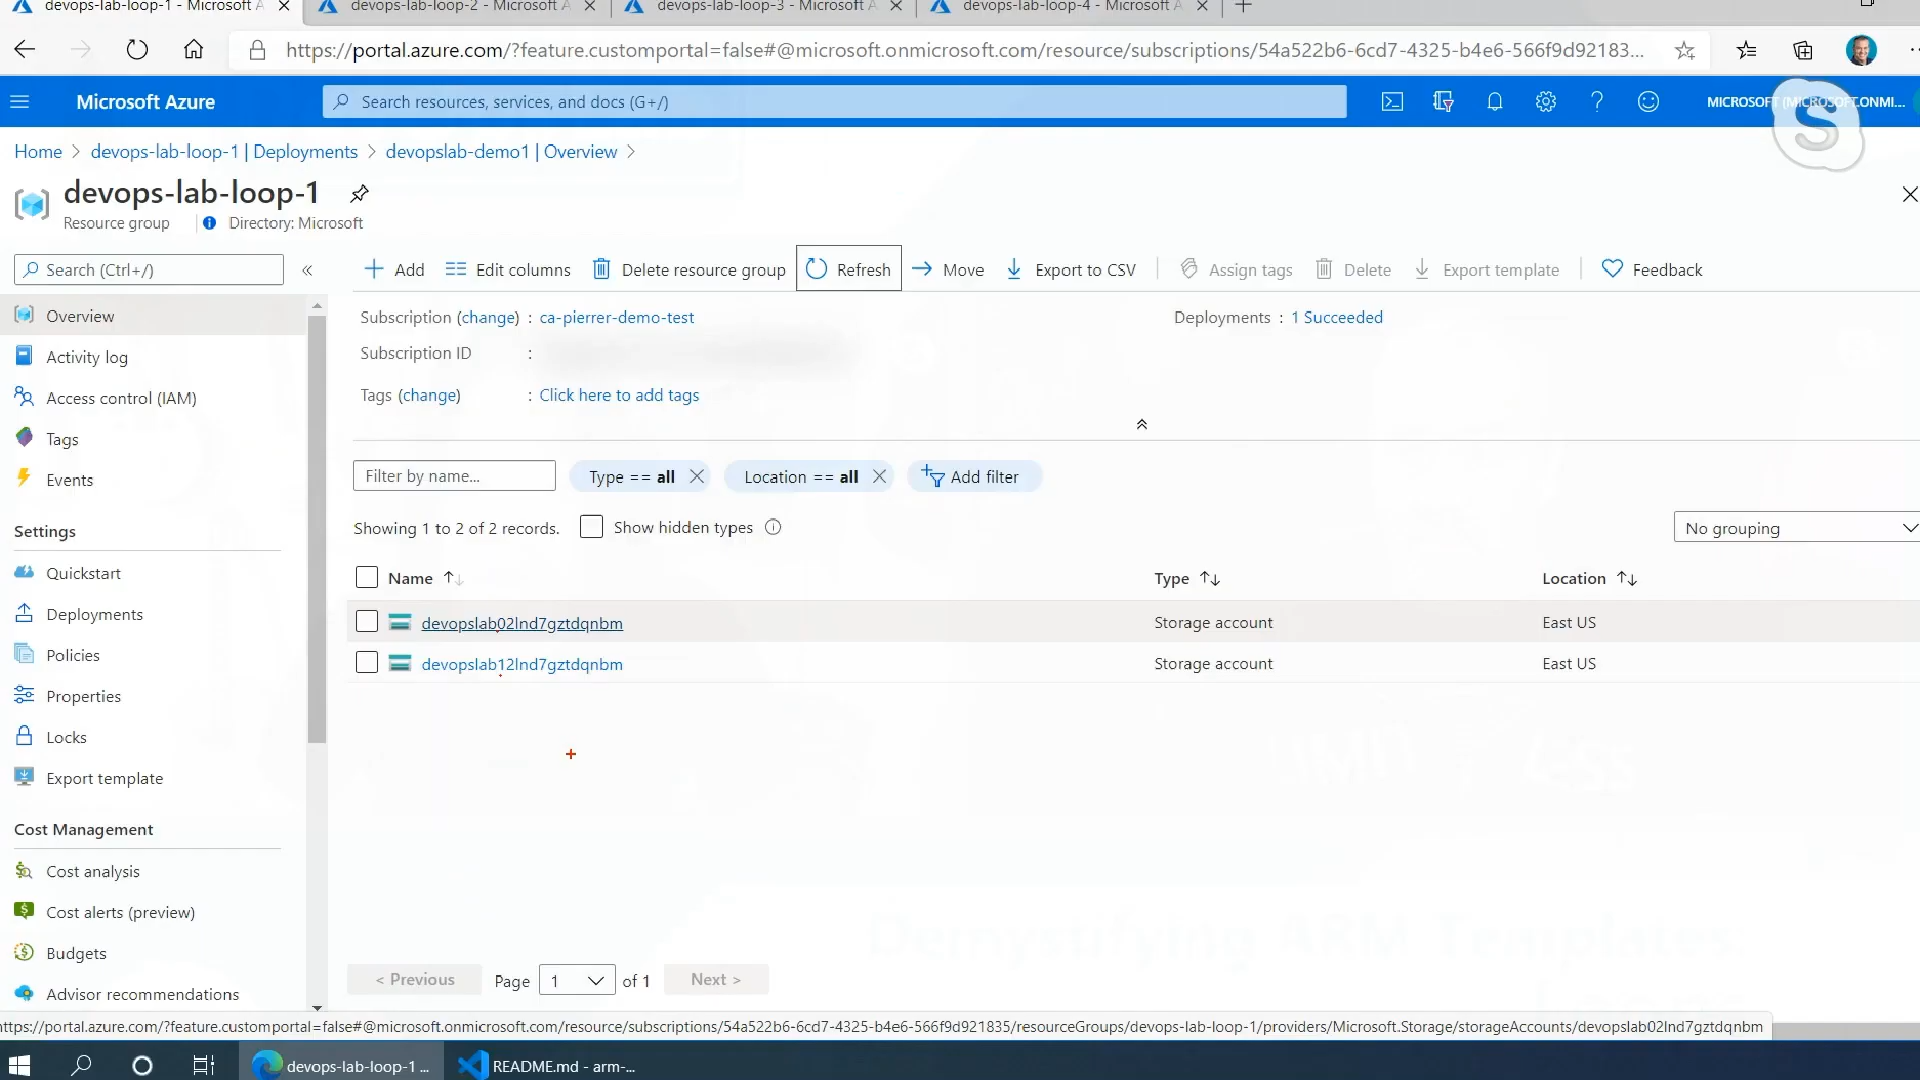 devops-lab-loop-1 - Microsoft A
devops-lab-loop-2 - Microsoft A
devops-lab-loop-3 - Microsoft A
devops-lab-loop-4 - Microsoft A
https://portal.azure.com/?feature.customportal=false#@microsoft.onmicrosoft.com/resource/subscriptions/54a522b6-6cd7-4325-b4e6-566f9d92183...
Microsoft Azure
Search resources, services, and docs (G+/)
MICROSOFT (MICROSOFT.ONMI...
Home > devops-lab-loop-1 | Deployments > devopslab-demo1 | Overview >
devops-lab-loop-1
Resource group
Directory: Microsoft
Search (Ctrl+/)
«
Add
Edit columns
Delete resource group
Refresh
Move
Export to CSV
Assign tags
Delete
Export template
Feedback
Overview
Activity log
Access control (IAM)
Tags
Events
Settings
Quickstart
Deployments
Policies
Properties
Locks
Export template
Cost Management
Cost analysis
Cost alerts (preview)
Budgets
Advisor recommendations
Subscription (change) : ca-pierrer-demo-test
Deployments : 1 Succeeded
Subscription ID :
Tags (change) : Click here to add tags
Filter by name...
Type == all
Location == all
Add filter
Showing 1 to 2 of 2 records.
Show hidden types
No grouping
Name
Type
Location
devopslab02lnd7gztdqnbm
Storage account
East US
devopslab12lnd7gztdqnbm
Storage account
East US
Demystifying ARM Templates
< Previous
Page 1 of 1
Next >
https://portal.azure.com/?feature.customportal=false#@microsoft.onmicrosoft.com/resource/subscriptions/54a522b6-6cd7-4325-b4e6-566f9d921835/resourceGroups/devops-lab-loop-1/providers/Microsoft.Storage/storageAccounts/devopslab02lnd7gztdqnbm
devops-lab-loop-1 ...
README.md - arm-...